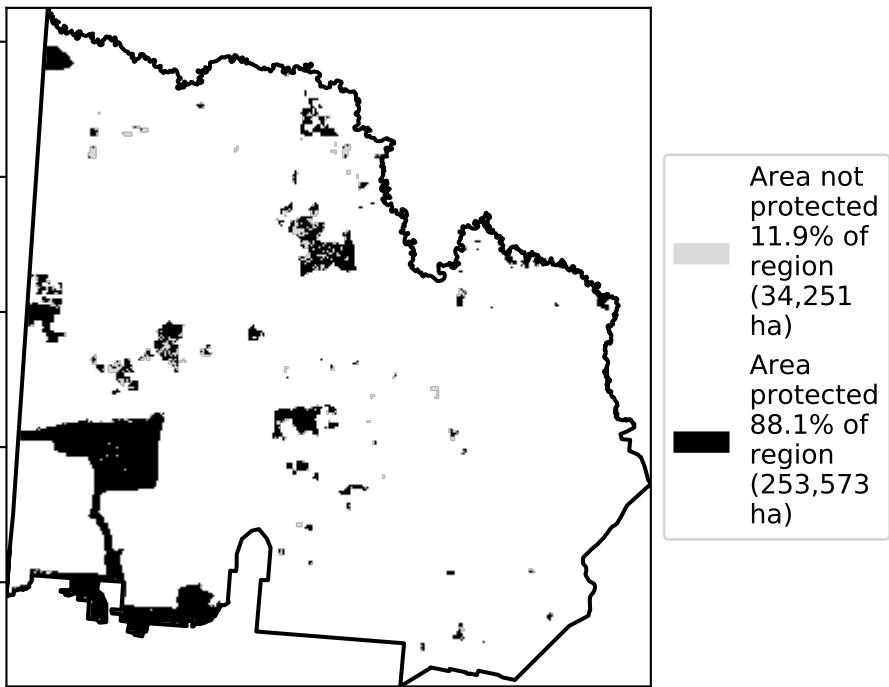 Area not
protected
11.9% of
region
(34,251
ha)
Area
protected
88.1% of
region
(253,573
ha)